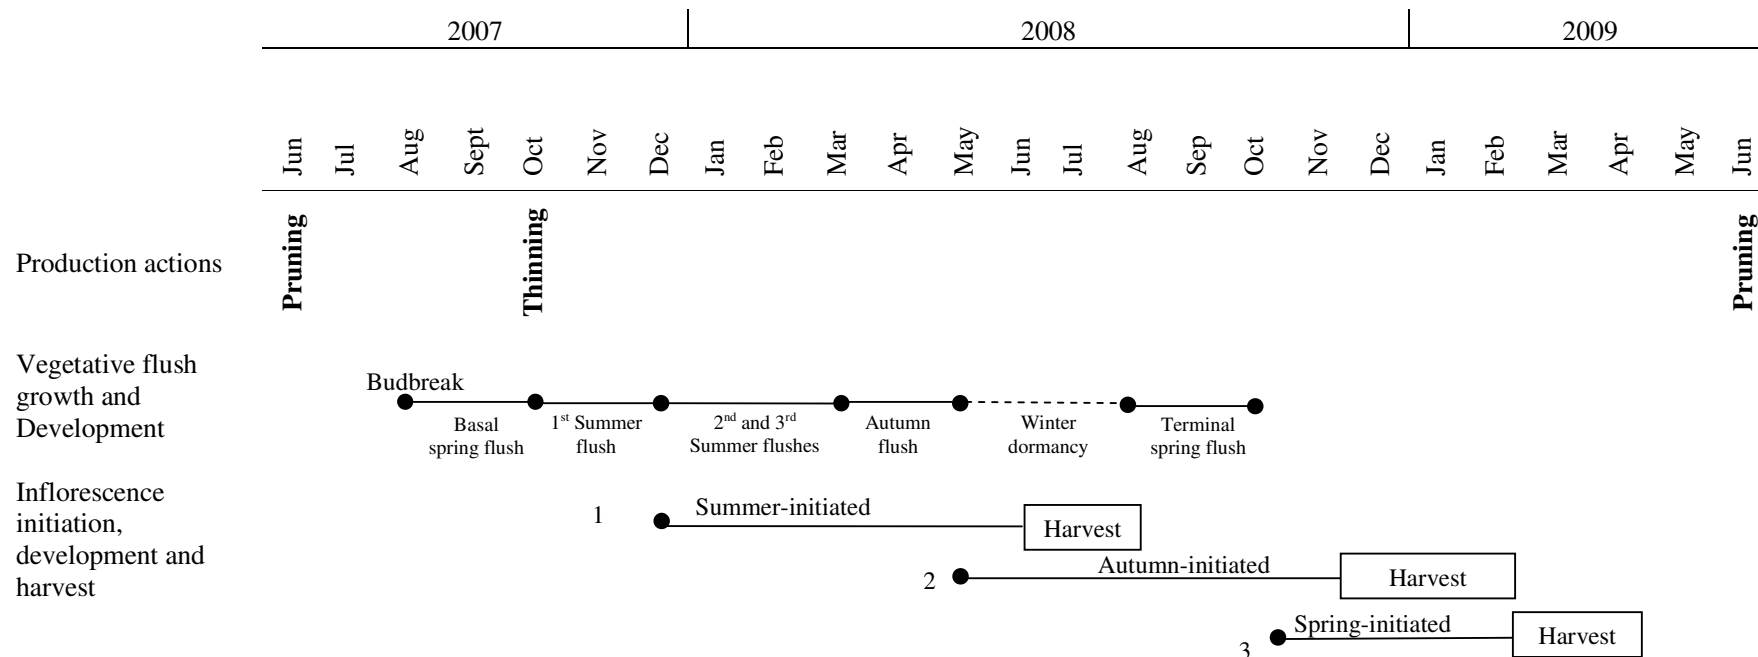 2007 2008 2009
Jun Jul Aug Sept Oct Nov Dec Jan Feb Mar Apr May Jun Jul Aug Sep Oct Nov Dec Jan Feb Mar Apr May Jun
Production actions Pruning Thinning Pruning
Vegetative flush
growth and
Development
Budbreak
Basal
spring flush
1st Summer
flush
2nd and 3rd
Summer flushes
Autumn
flush
Winter
dormancy
Terminal
spring flush
Inflorescence
initiation,
development and
harvest
1 Summer-initiated Harvest
2 Autumn-initiated Harvest
3 Spring-initiated Harvest